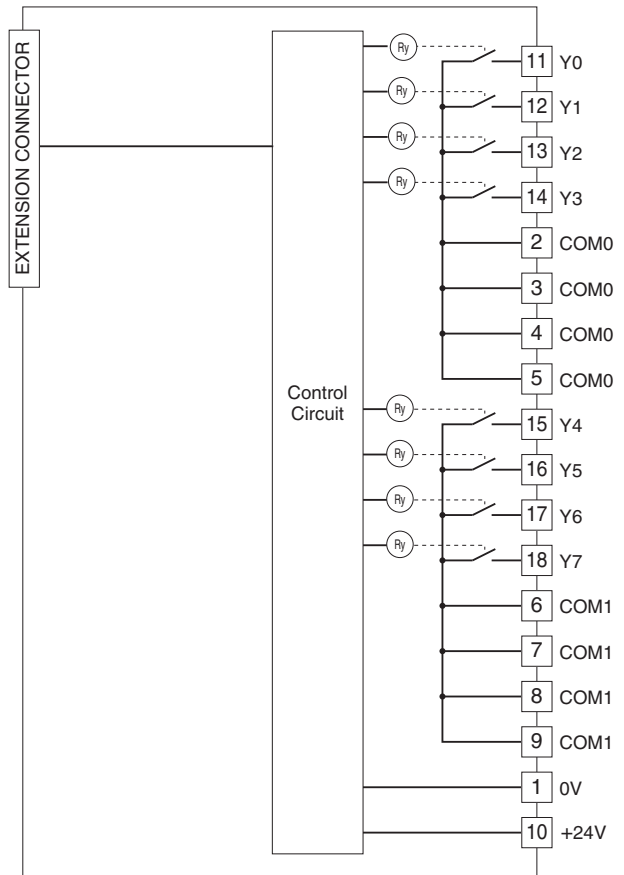 EXTENSION CONNECTOR
Control
Circuit
Ry 11 Y0
Ry 12 Y1
Ry 13 Y2
Ry 14 Y3
2 COM0
3 COM0
4 COM0
5 COM0
Ry 15 Y4
Ry 16 Y5
Ry 17 Y6
Ry 18 Y7
6 COM1
7 COM1
8 COM1
9 COM1
1 0V
10 +24V